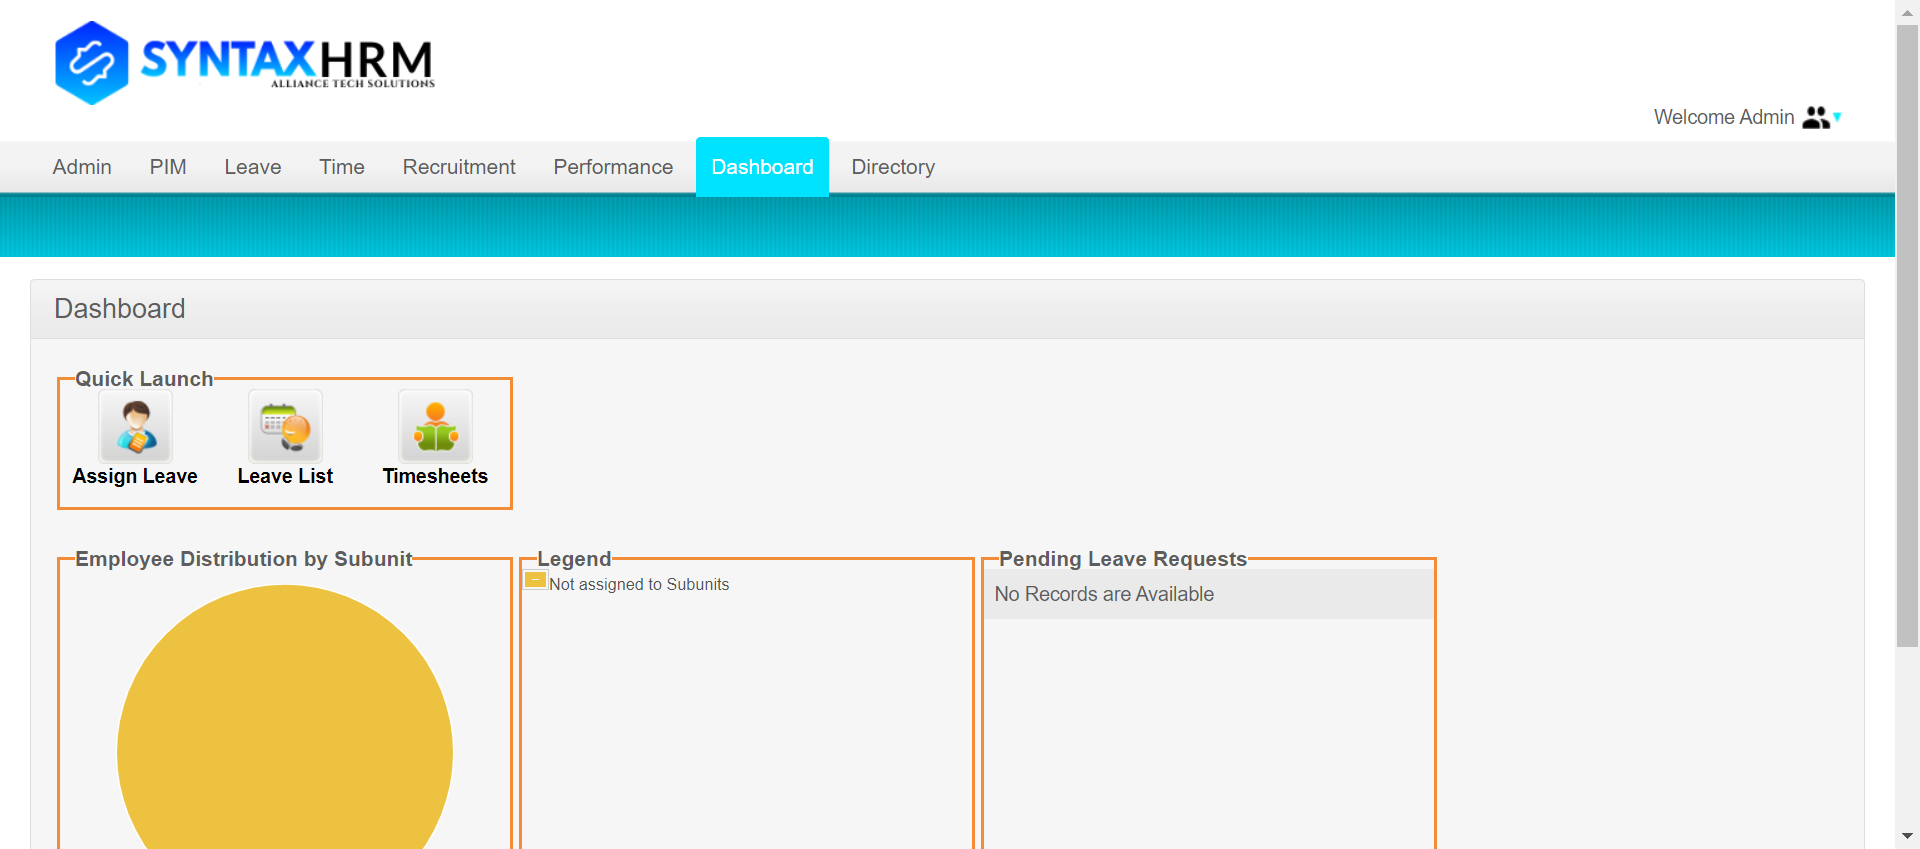 SYNTAXHRM
ALLIANCE TECH SOLUTIONS
Welcome Admin
Admin PIM Leave Time Recruitment Performance Dashboard Directory
Dashboard
Quick Launch
Assign Leave Leave List Timesheets
Employee Distribution by Subunit
Legend
Not assigned to Subunits
Pending Leave Requests
No Records are Available